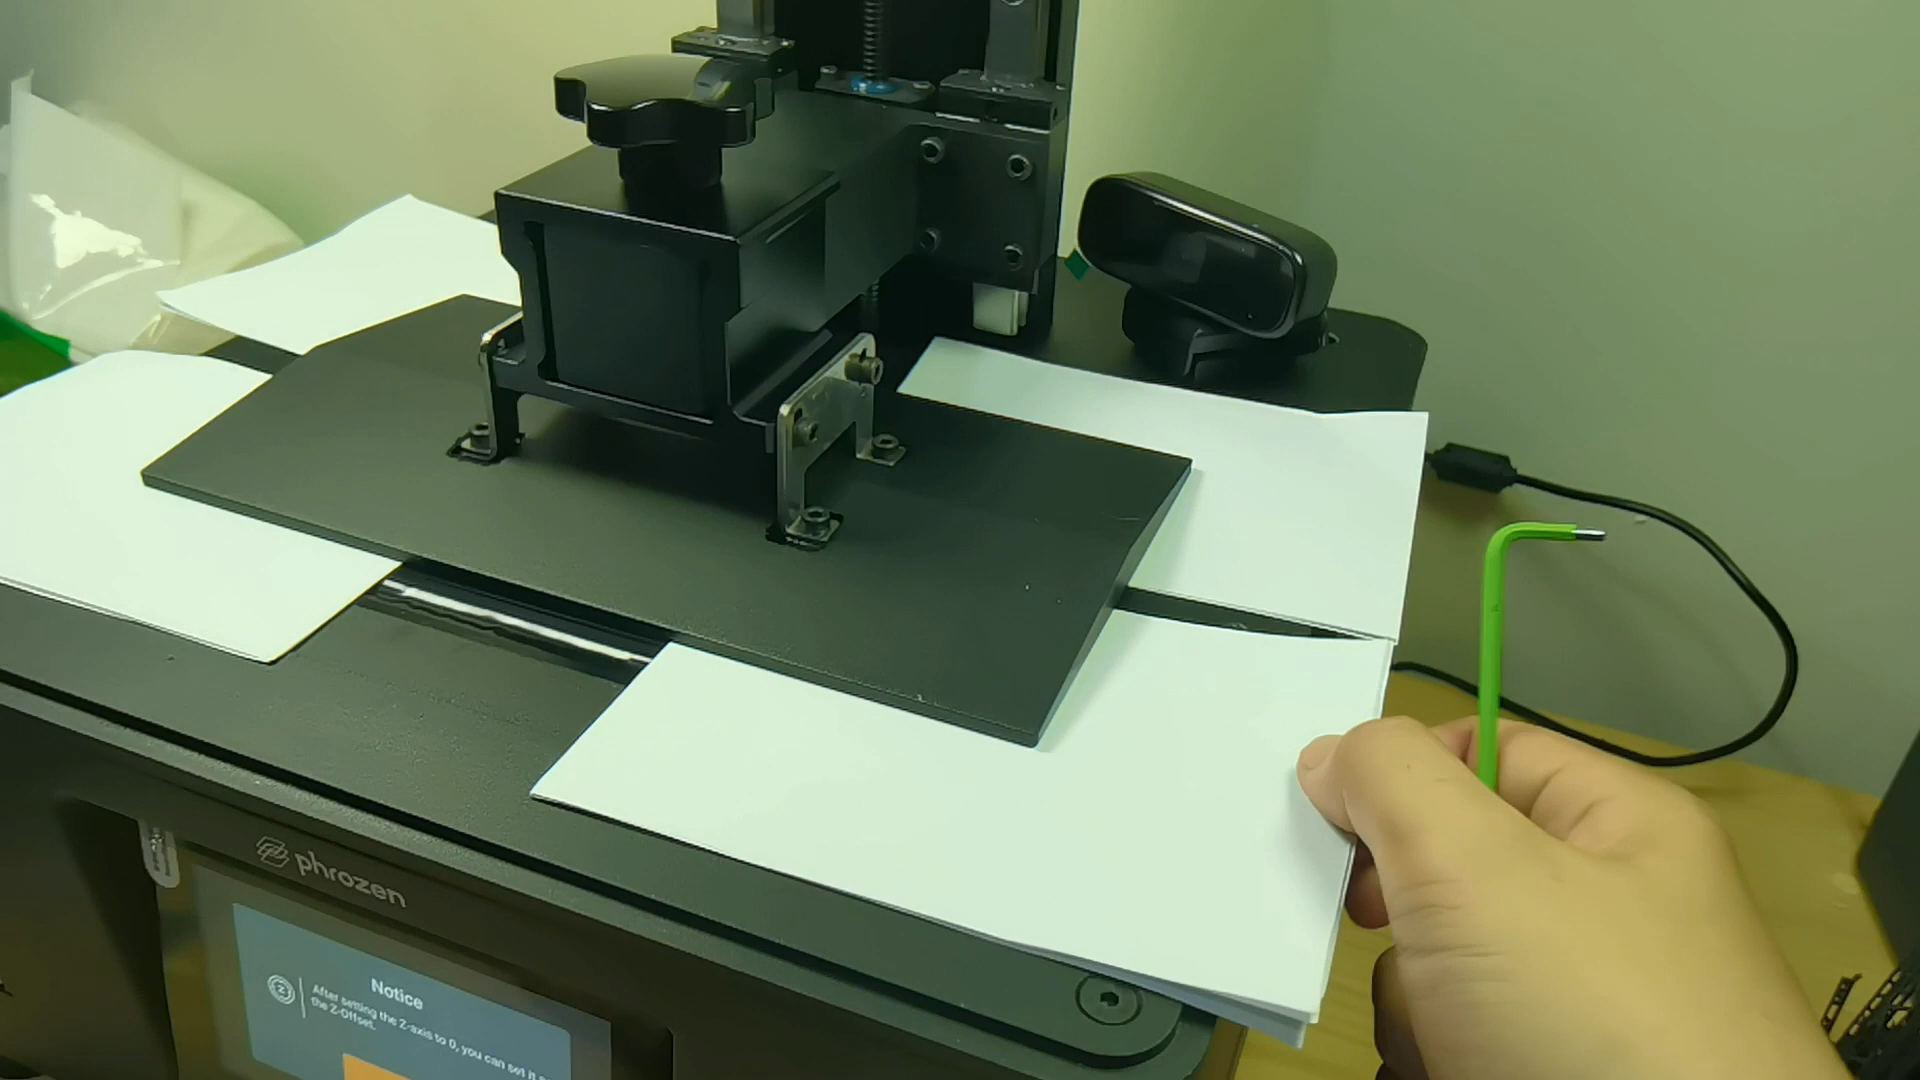 phrozen
Notice
After setting the Z-axis to 0, you can set it
the Z-Offset.